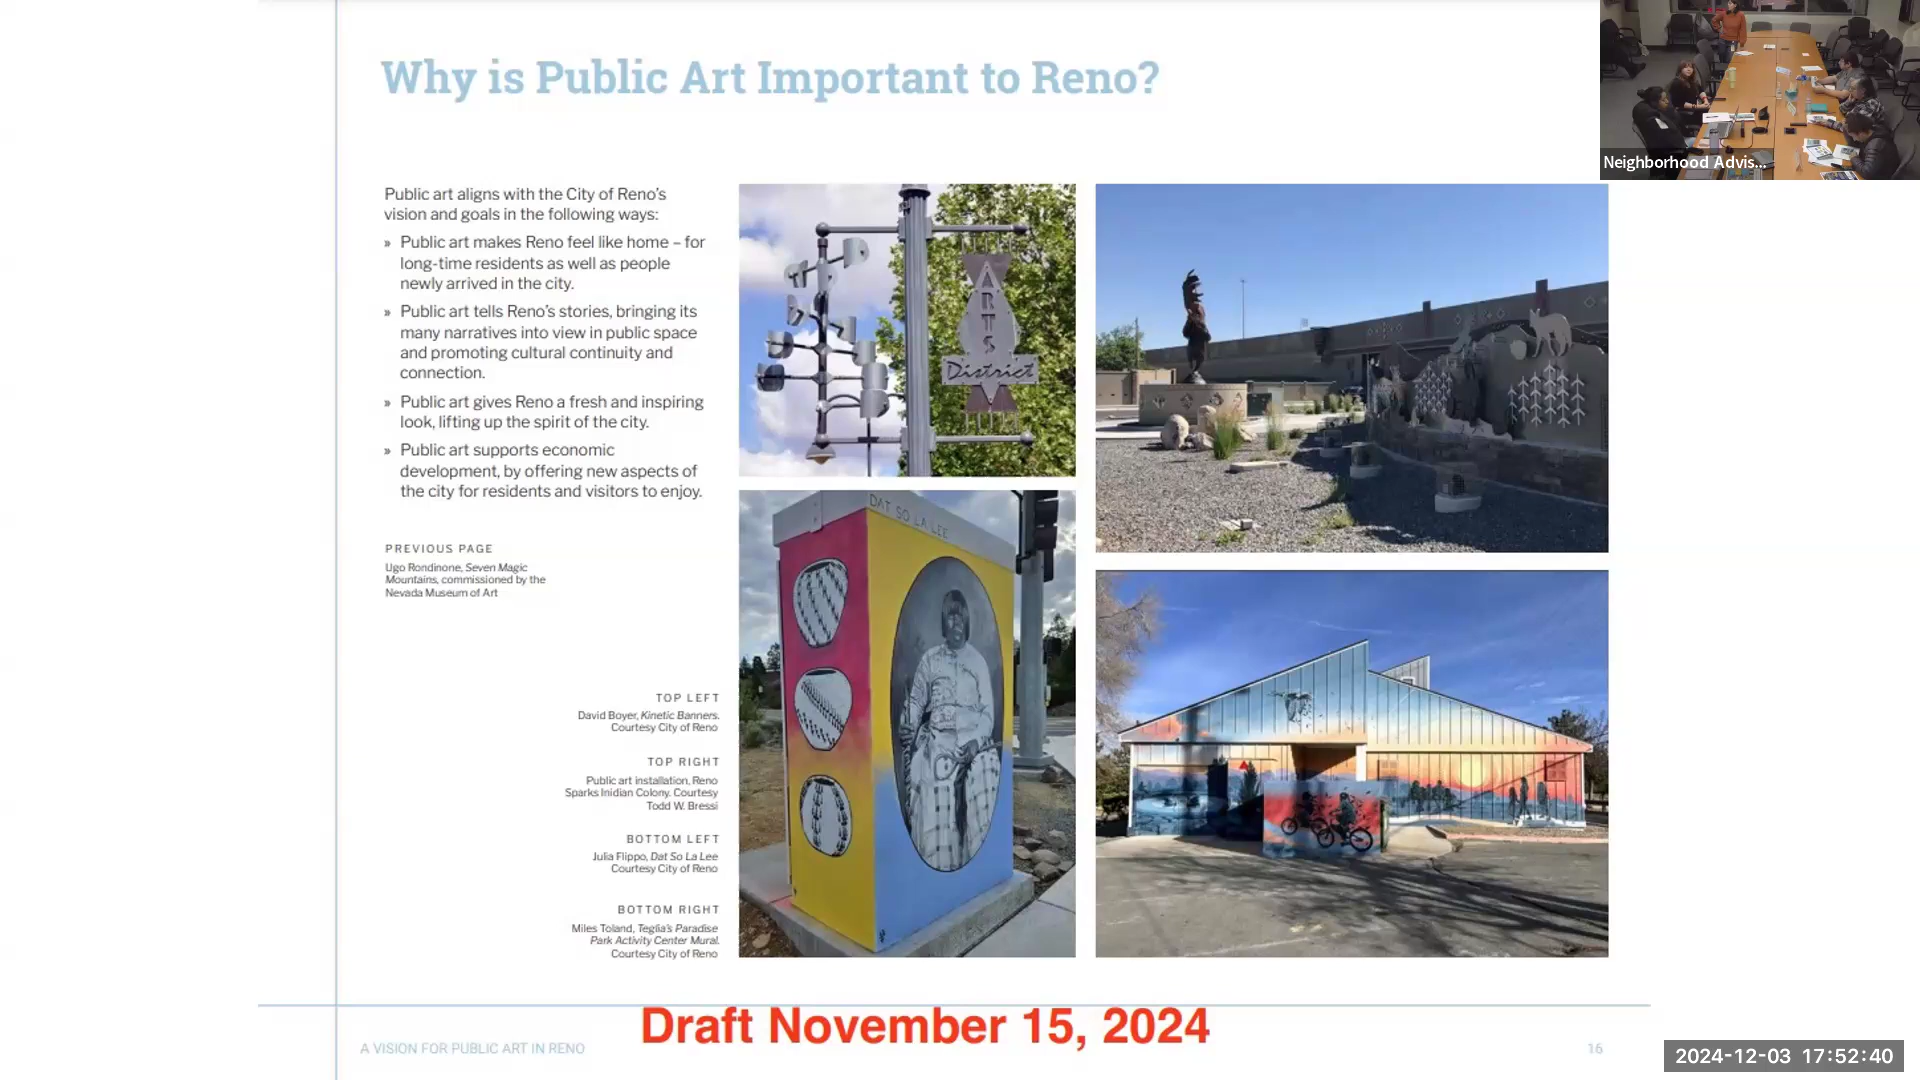 Why is Public Art Important to Reno?
Neighborhood Advis...
Public art aligns with the City of Reno's
vision and goals in the following ways:
» Public art makes Reno feel like home – for
long-time residents as well as people
newly arrived in the city.
» Public art tells Reno's stories, bringing its
many narratives into view in public space
and promoting cultural continuity and
connection.
» Public art gives Reno a fresh and inspiring
look, lifting up the spirit of the city.
» Public art supports economic
development, by offering new aspects of
the city for residents and visitors to enjoy.
PREVIOUS PAGE
Ugo Rondinone, Seven Magic
Mountains, commissioned by the
Nevada Museum of Art
TOP LEFT
David Boyer, Kinetic Banners.
Courtesy City of Reno
TOP RIGHT
Public art installation, Reno
Sparks Inidian Colony. Courtesy
Todd W. Bressi
BOTTOM LEFT
Julia Flippo, Dat So La Lee
Courtesy City of Reno
BOTTOM RIGHT
Miles Toland, Teglia's Paradise
Park Activity Center Mural.
Courtesy City of Reno
ARTS
District
DAT SO LA LEE
Draft November 15, 2024
A VISION FOR PUBLIC ART IN RENO
16
2024-12-03 17:52:40